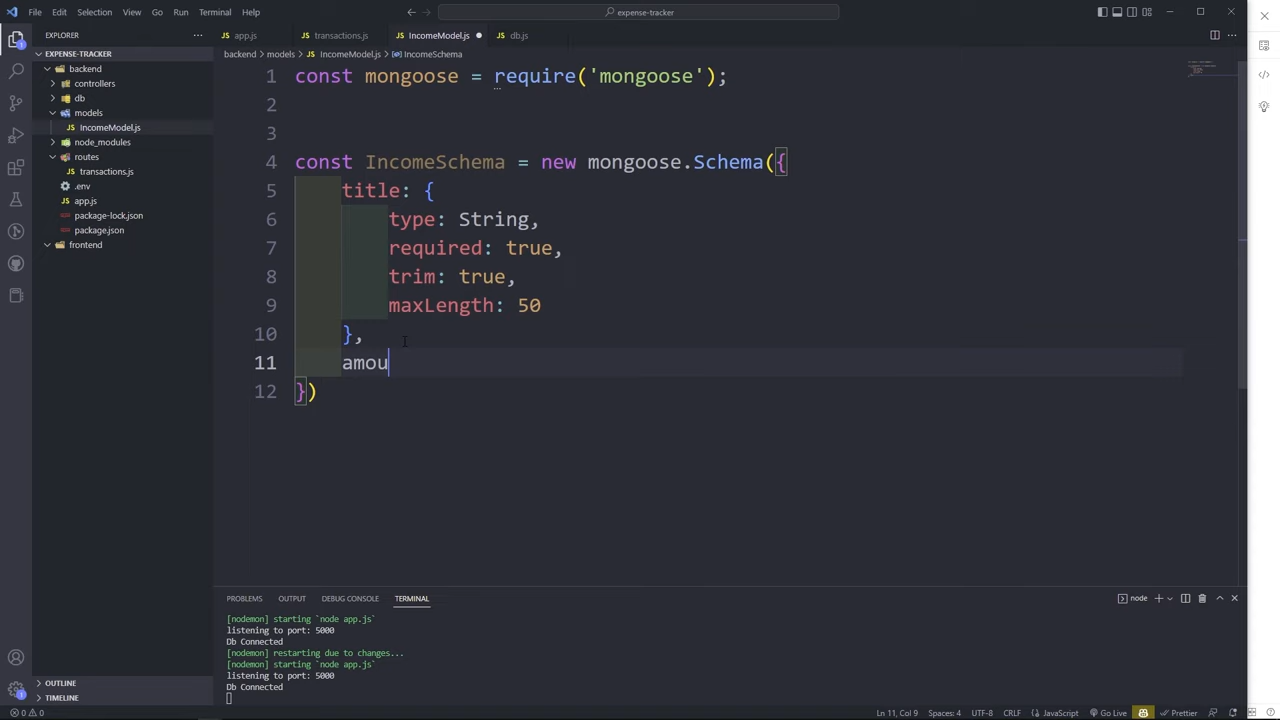 File Edit Selection View Go Run Terminal Help
expense-tracker
EXPLORER
EXPENSE-TRACKER
backend
controllers
db
models
IncomeModel.js
node_modules
routes
transactions.js
.env
app.js
package-lock.json
package.json
frontend
OUTLINE
TIMELINE
app.js transactions.js IncomeModel.js db.js
backend > models > IncomeModel.js > IncomeSchema
1 const mongoose = require('mongoose');
2
3
4 const IncomeSchema = new mongoose.Schema({
5 title: {
6 type: String,
7 required: true,
8 trim: true,
9 maxLength: 50
10 },
11 amou
12 })
PROBLEMS OUTPUT DEBUG CONSOLE TERMINAL
node
[nodemon] starting `node app.js`
listening to port: 5000
Db Connected
[nodemon] restarting due to changes...
[nodemon] starting `node app.js`
listening to port: 5000
Db Connected
0 0 Ln 11, Col 9 Spaces: 4 UTF-8 CRLF JavaScript Go Live Prettier